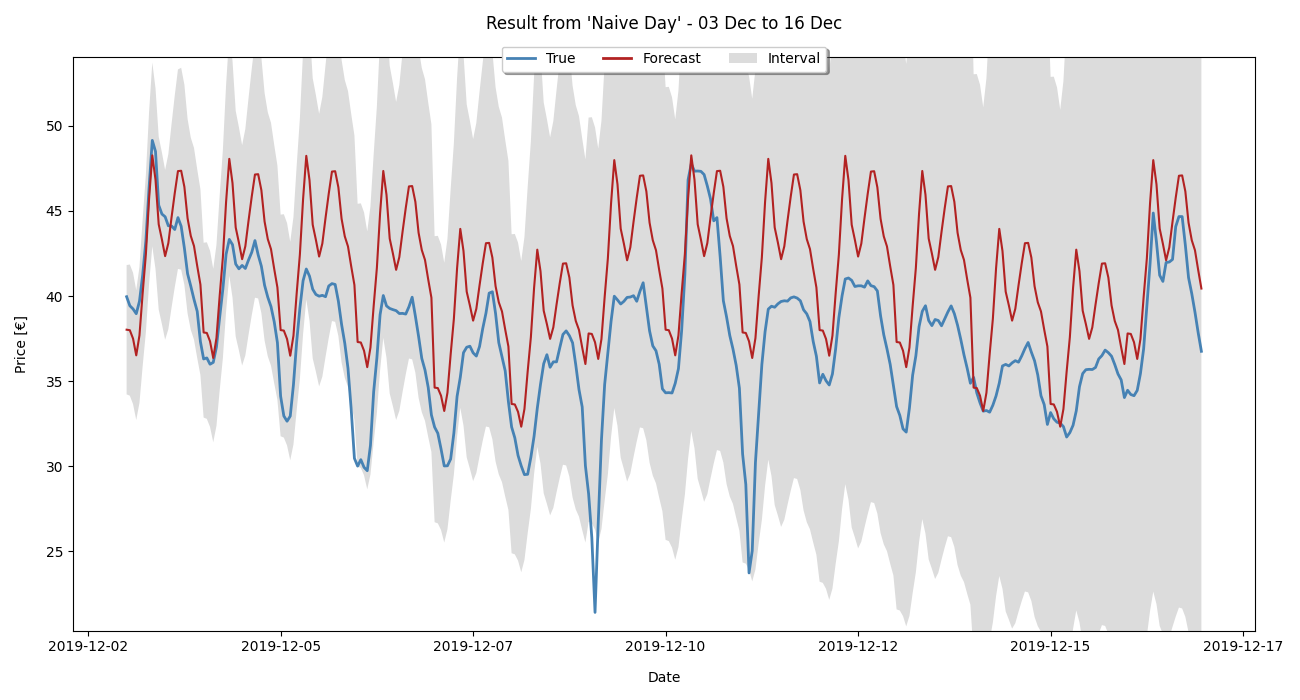 Result from 'Naive Day' - 03 Dec to 16 Dec
True Forecast Interval
Price [€]
50
45
40
35
30
25
2019-12-02 2019-12-05 2019-12-07 2019-12-10 2019-12-12 2019-12-15 2019-12-17
Date